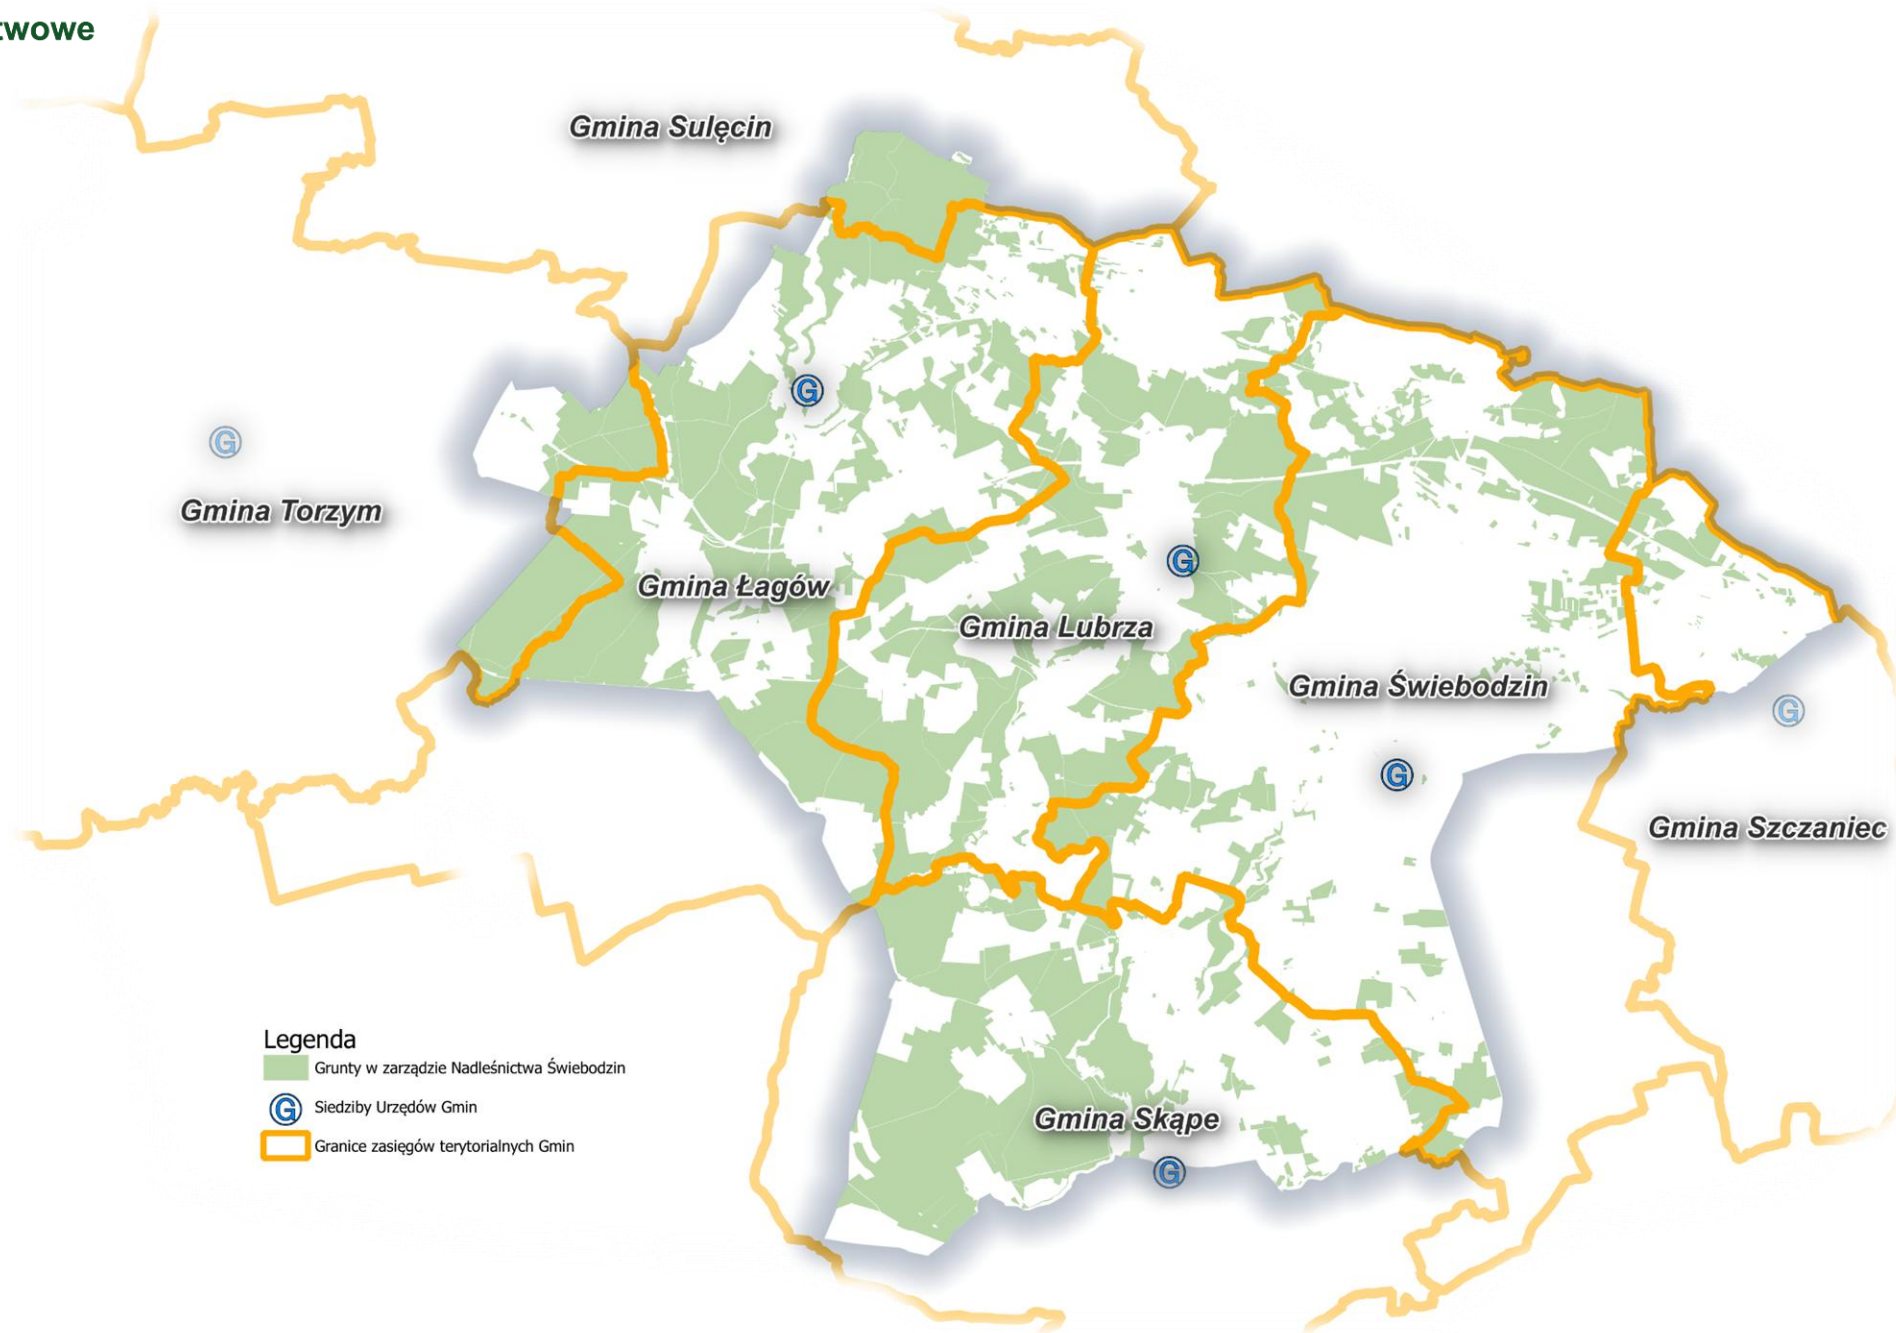 twowe
Gmina Sulęcin
G
G
Gmina Torzym
G
Gmina Łagów
Gmina Lubrza
Gmina Świebodzin
G
G
Gmina Szczaniec
Legenda
Grunty w zarządzie Nadleśnictwa Świebodzin
G Siedziby Urzędów Gmin
Granice zasięgów terytorialnych Gmin
Gmina Skąpe
G